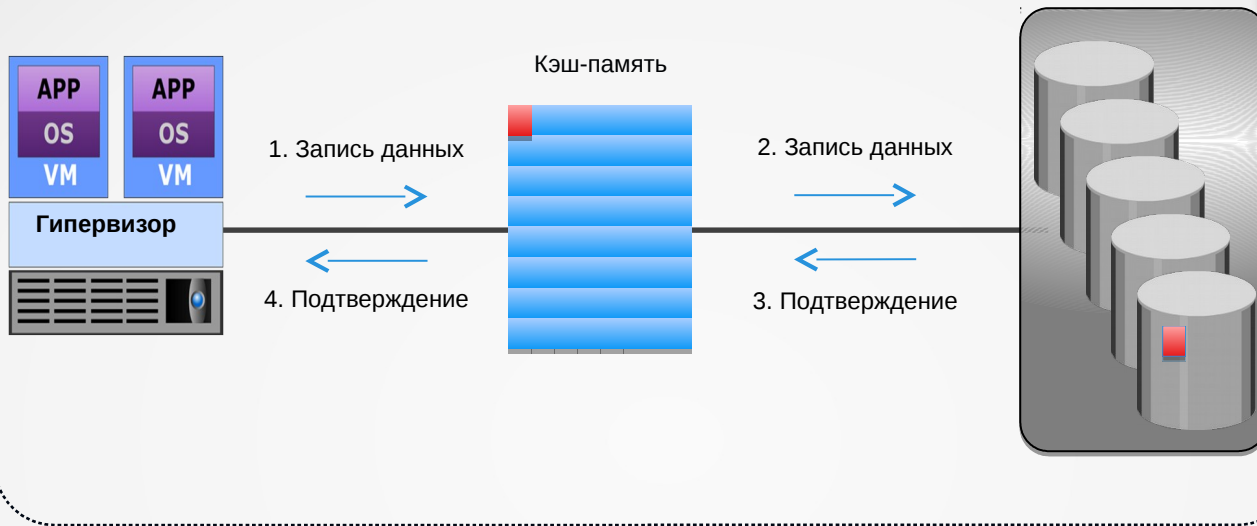 Кэш-память
APP
APP
OS
OS
VM
VM
1. Запись данных
2. Запись данных
Гипервизор
4. Подтверждение
3. Подтверждение